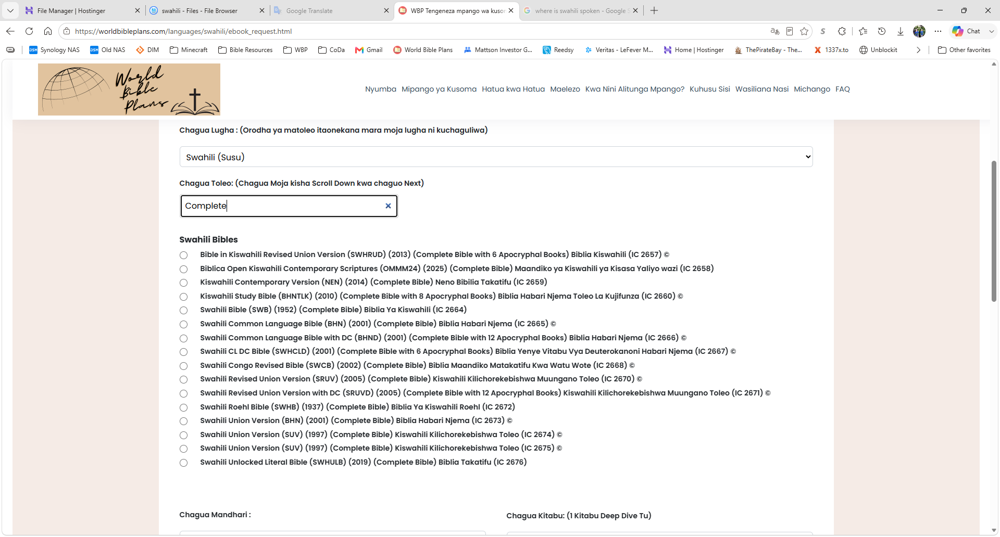 File Manager | Hostinger
swahili - Files - File Browser
Google Translate
WBP Tengeneza mpango wa kusor
where is swahili spoken - Google S
https://worldbibleplans.com/languages/swahili/ebook_request.html
Chat
Synology NAS
Old NAS
DIM
Minecraft
Bible Resources
WBP
CoDa
Gmail
World Bible Plans
Mattson Investor G...
Reedsy
Veritas - LeFever M...
Home | Hostinger
ThePirateBay - The...
1337x.to
Unblockit
Other favorites
World
Bible
Plans
Nyumba Mipango ya Kusoma Hatua kwa Hatua Maelezo Kwa Nini Alitunga Mpango? Kuhusu Sisi Wasiliana Nasi Michango FAQ
Chagua Lugha : (Orodha ya matoleo itaonekana mara moja lugha ni kuchaguliwa)
Swahili (Susu)
Chagua Toleo: (Chagua Moja kisha Scroll Down kwa chaguo Next)
Complete
Swahili Bibles
Bible in Kiswahili Revised Union Version (SWHRUD) (2013) (Complete Bible with 6 Apocryphal Books) Biblia Kiswahili (IC 2657) ©
Biblica Open Kiswahili Contemporary Scriptures (OMMM24) (2025) (Complete Bible) Maandiko ya Kiswahili ya Kisasa Yaliyo wazi (IC 2658)
Kiswahili Contemporary Version (NEN) (2014) (Complete Bible) Neno Bibilia Takatifu (IC 2659)
Kiswahili Study Bible (BHNTLK) (2010) (Complete Bible with 8 Apocryphal Books) Biblia Habari Njema Toleo La Kujifunza (IC 2660) ©
Swahili Bible (SWB) (1952) (Complete Bible) Biblia Ya Kiswahili (IC 2664)
Swahili Common Language Bible (BHN) (2001) (Complete Bible) Biblia Habari Njema (IC 2665) ©
Swahili Common Language Bible with DC (BHND) (2001) (Complete Bible with 12 Apocryphal Books) Biblia Habari Njema (IC 2666) ©
Swahili CL DC Bible (SWHCLD) (2001) (Complete Bible with 6 Apocryphal Books) Biblia Yenye Vitabu Vya Deuterokanoni Habari Njema (IC 2667) ©
Swahili Congo Revised Bible (SWCB) (2002) (Complete Bible) Biblia Maandiko Matakatifu Kwa Watu Wote (IC 2668) ©
Swahili Revised Union Version (SRUV) (2005) (Complete Bible) Kiswahili Kilichorekebishwa Muungano Toleo (IC 2670) ©
Swahili Revised Union Version with DC (SRUVD) (2005) (Complete Bible with 12 Apocryphal Books) Kiswahili Kilichorekebishwa Muungano Toleo (IC 2671) ©
Swahili Roehl Bible (SWHB) (1937) (Complete Bible) Biblia Ya Kiswahili Roehl (IC 2672)
Swahili Union Version (BHN) (2001) (Complete Bible) Biblia Habari Njema (IC 2673) ©
Swahili Union Version (SUV) (1997) (Complete Bible) Kiswahili Kilichorekebishwa Toleo (IC 2674) ©
Swahili Union Version (SUV) (1997) (Complete Bible) Kiswahili Kilichorekebishwa Toleo (IC 2675) ©
Swahili Unlocked Literal Bible (SWHULB) (2019) (Complete Bible) Biblia Takatifu (IC 2676)
Chagua Mandhari :
Chagua Kitabu: (1 Kitabu Deep Dive Tu)